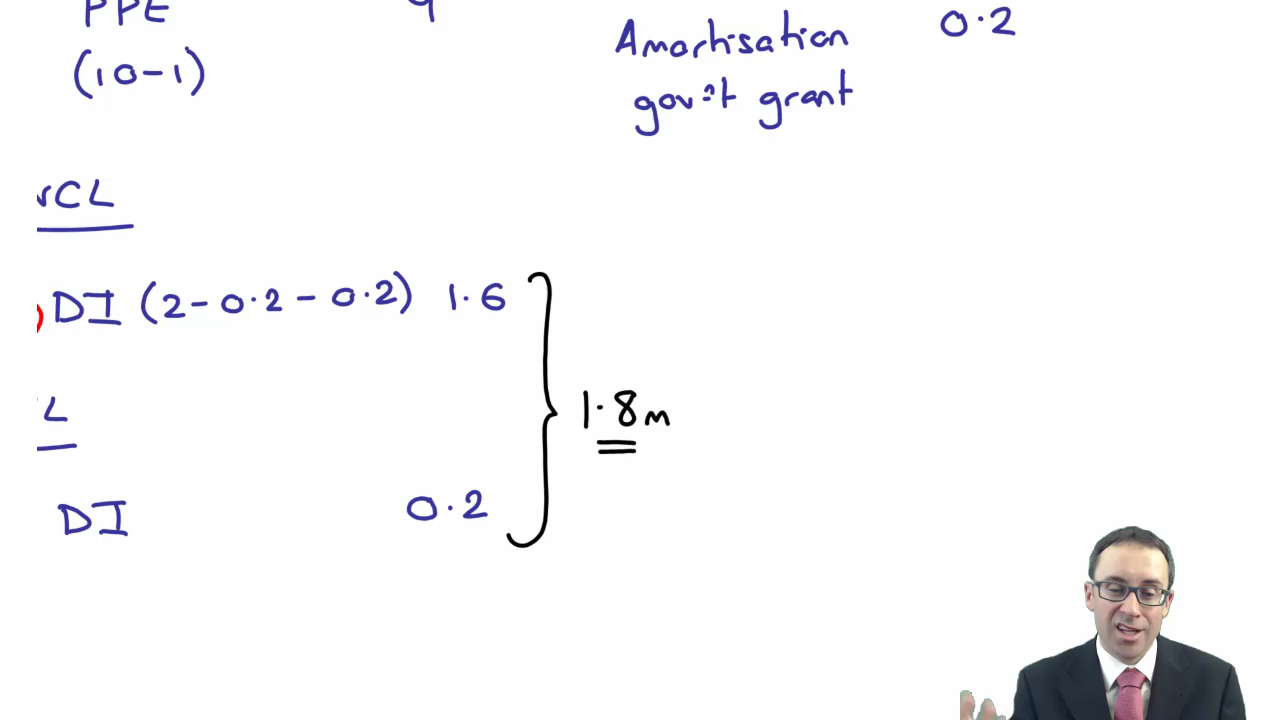 PPE 9
(10-1)
Amortisation 0.2
gov't grant
NCL
DI (2-0.2-0.2) 1.6
L
1.8m
DI 0.2